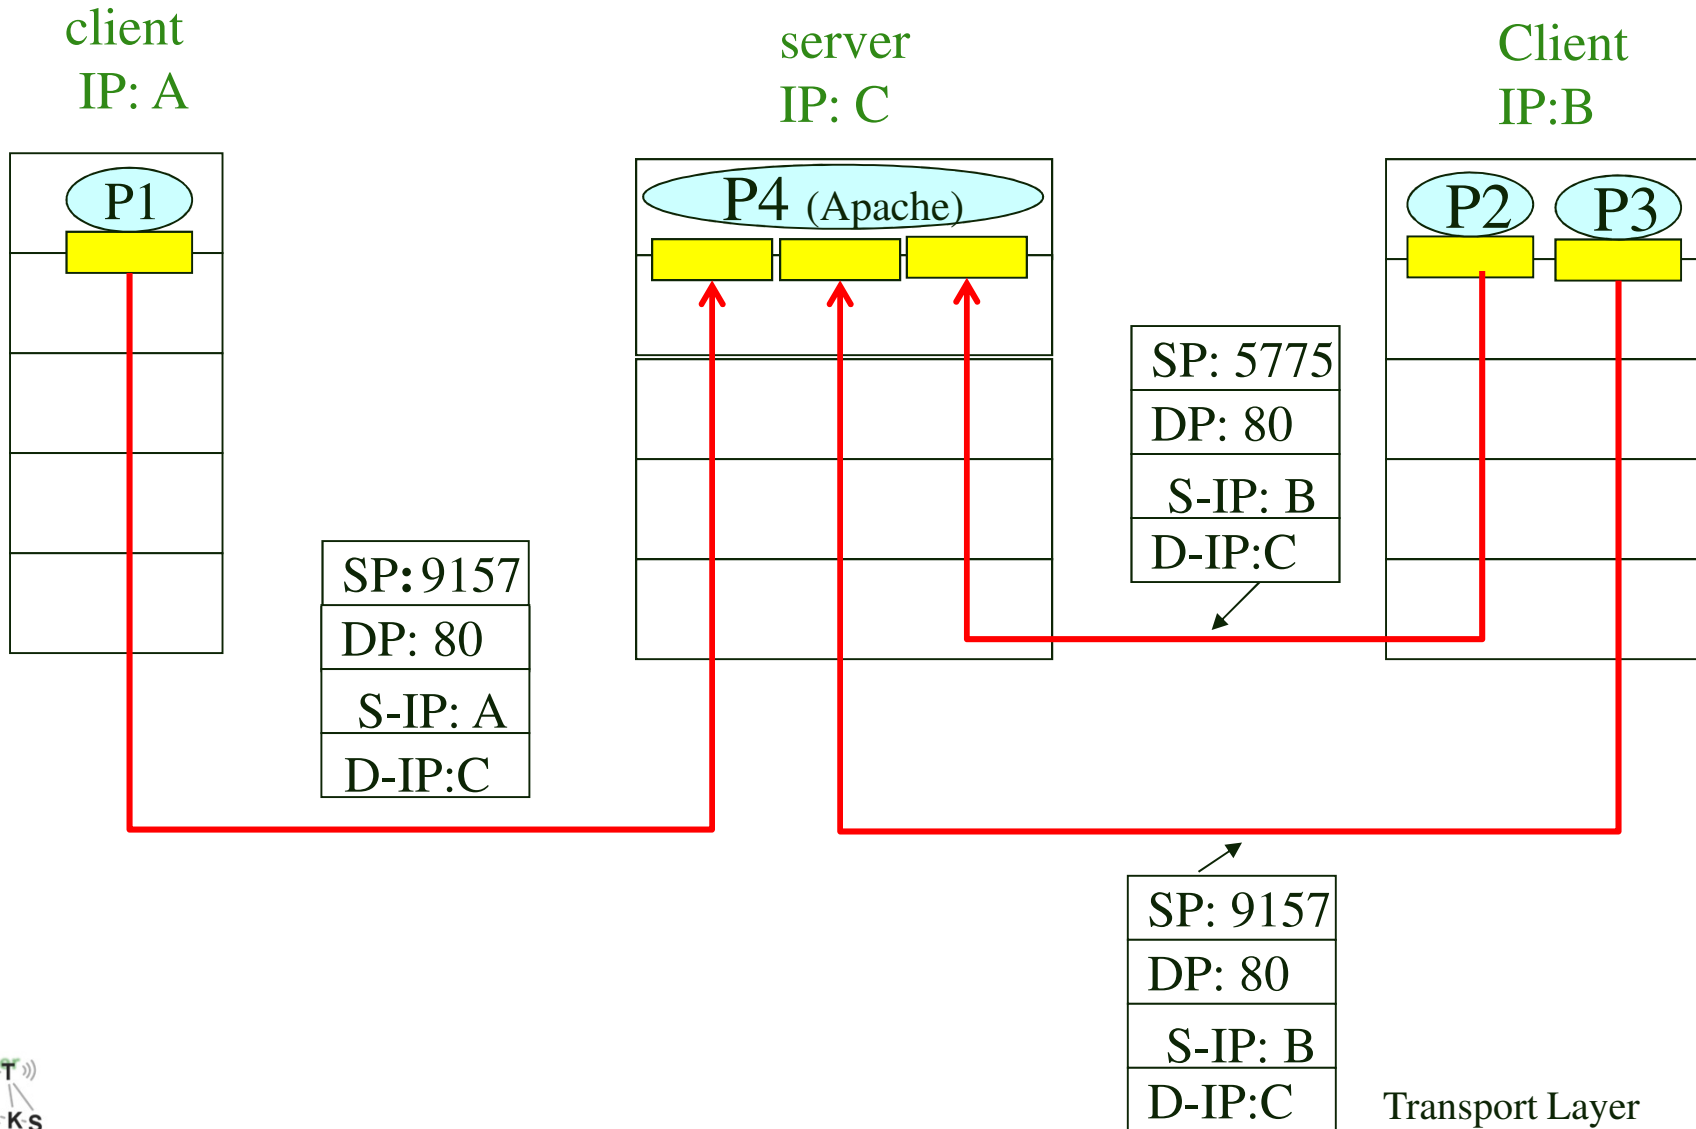 client
IP: A
server
IP: C
Client
IP:B
P1
P4 (Apache)
P2
P3
SP: 5775
DP: 80
S-IP: B
D-IP:C
SP: 9157
DP: 80
S-IP: A
D-IP:C
SP: 9157
DP: 80
S-IP: B
D-IP:C
Transport Layer